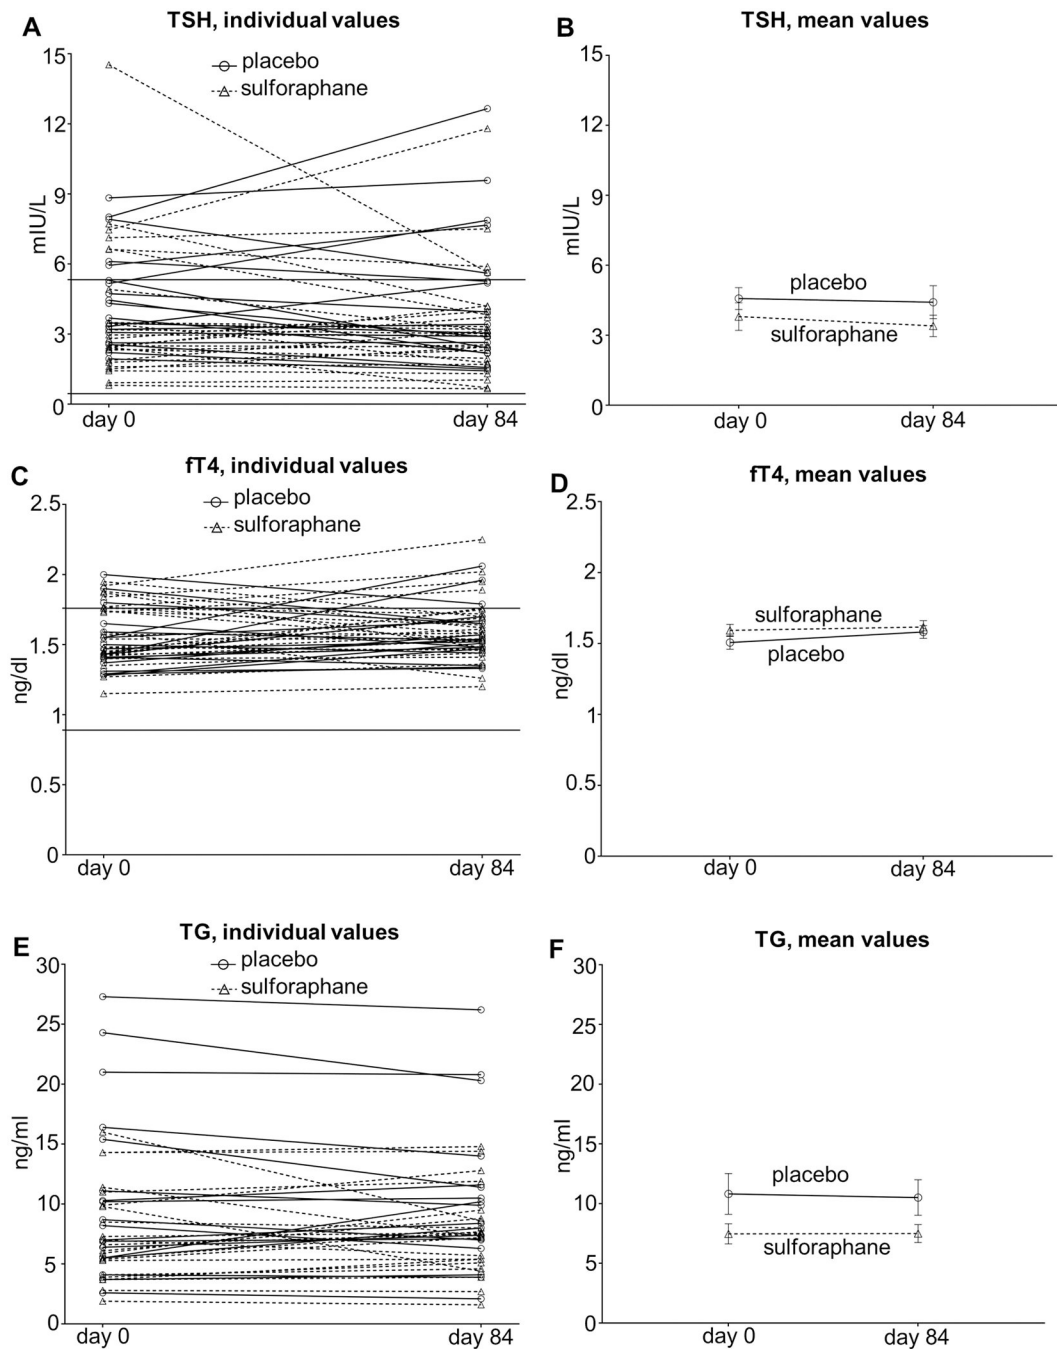 A
TSH, individual values
placebo
sulforaphane
mIU/L
15
12
9
6
3
0
day 0
day 84
B
TSH, mean values
mIU/L
15
12
9
6
3
0
placebo
sulforaphane
day 0
day 84
C
fT4, individual values
placebo
sulforaphane
ng/dl
2.5
2
1.5
1
0.5
0
day 0
day 84
D
fT4, mean values
ng/dl
2.5
2
1.5
1
0.5
0
sulforaphane
placebo
day 0
day 84
E
TG, individual values
placebo
sulforaphane
ng/ml
30
25
20
15
10
5
0
day 0
day 84
F
TG, mean values
ng/ml
30
25
20
15
10
5
0
placebo
sulforaphane
day 0
day 84